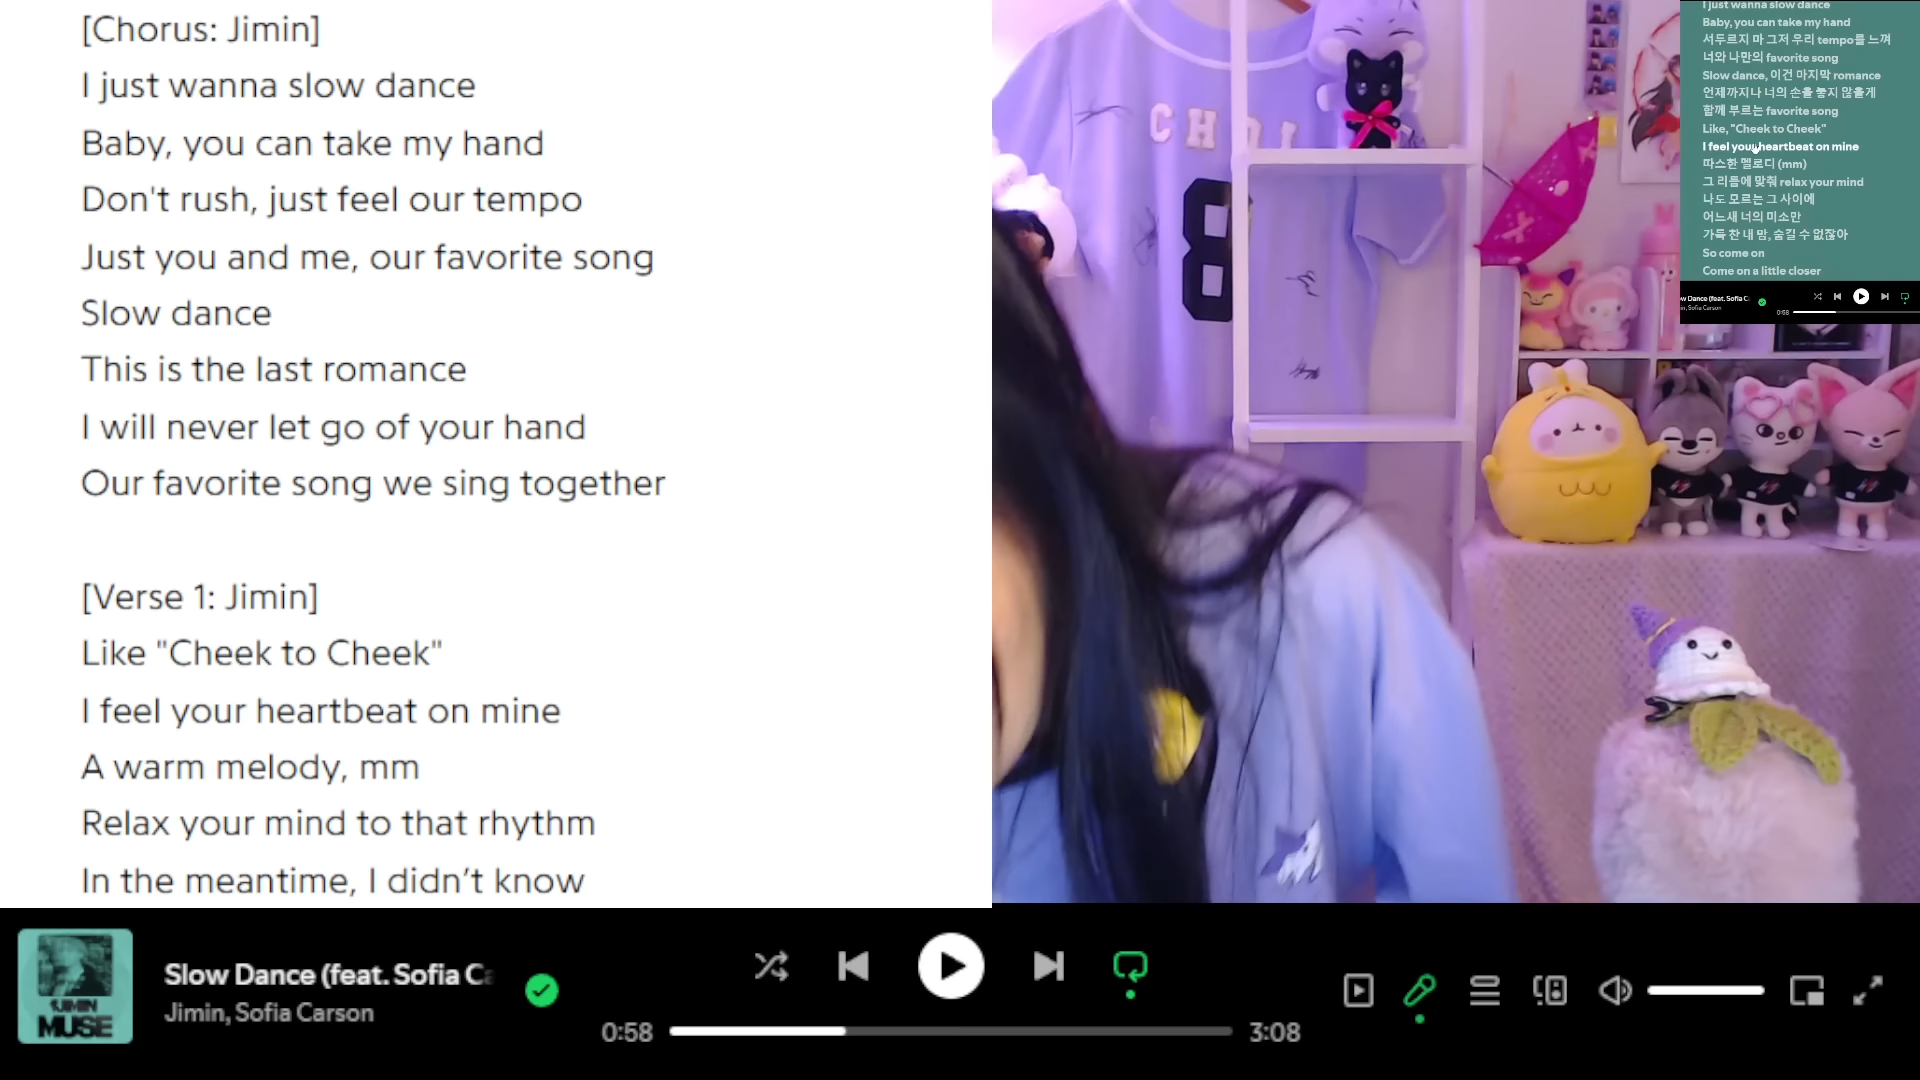 [Chorus: Jimin]
I just wanna slow dance
Baby, you can take my hand
Don't rush, just feel our tempo
Just you and me, our favorite song
Slow dance
This is the last romance
I will never let go of your hand
Our favorite song we sing together
[Verse 1: Jimin]
Like "Cheek to Cheek"
I feel your heartbeat on mine
A warm melody, mm
Relax your mind to that rhythm
In the meantime, I didn’t know
CHOI
8
I just wanna slow dance
Baby, you can take my hand
서두르지 마 그저 우리 tempo를 느껴
너와 나만의 favorite song
Slow dance, 이건 마지막 romance
언제까지나 너의 손을 놓지 않을게
함께 부르는 favorite song
Like, "Cheek to Cheek"
I feel your heartbeat on mine
따스한 멜로디 (mm)
그 리듬에 맞춰 relax your mind
나도 모르는 그 사이에
어느새 너의 미소만
가득 찬 내 맘, 숨길 수 없잖아
So come on
Come on a little closer
Dance (feat. Sofia C
Sofia Carson
0:58
JIMIN
MUSE
Slow Dance (feat. Sofia Ca
Jimin, Sofia Carson
0:58
3:08